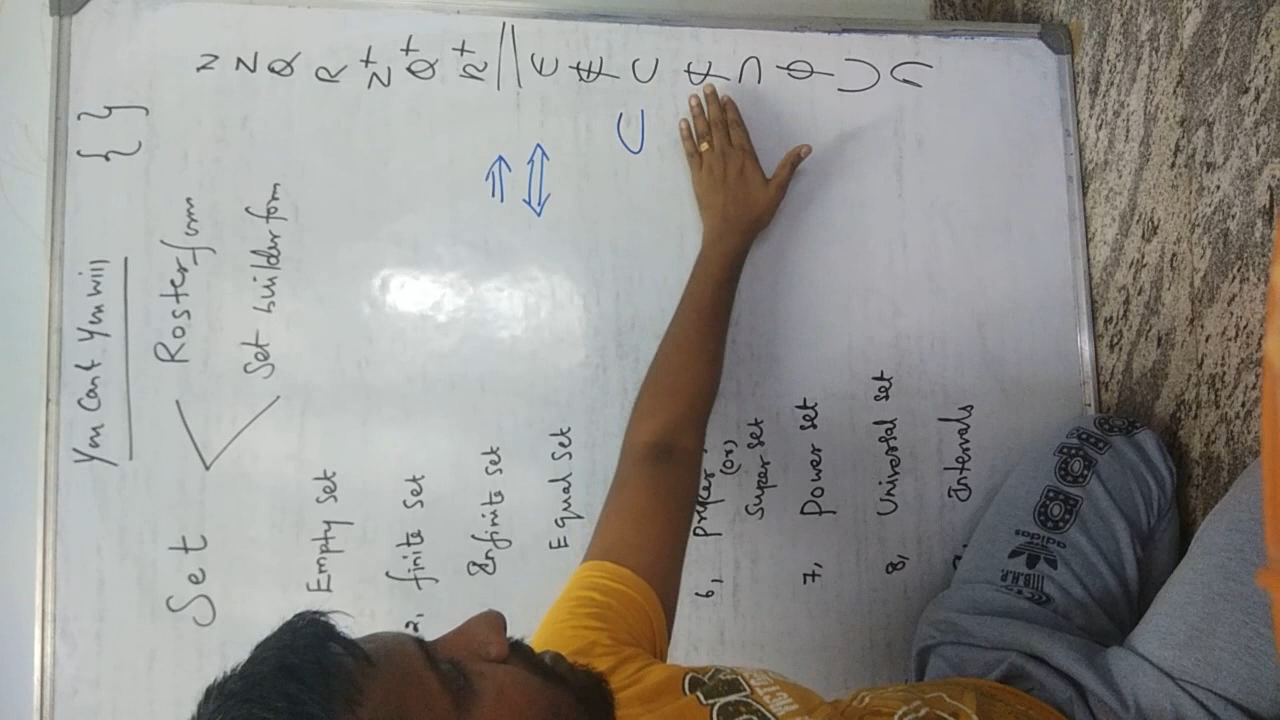 You Can't You will
{ }
Set
Roster form
Set builder form
Empty set
2, finite set
Infinite set
Equal set
6, proper
(or)
Super set
7, Power set
8, Universal set
Intervals
N
Z
Q
R
Z+
Q+
R+
∈
∉
⊂
⊄
⊃
∪
∩
⊂
⇒
⇔
adidas